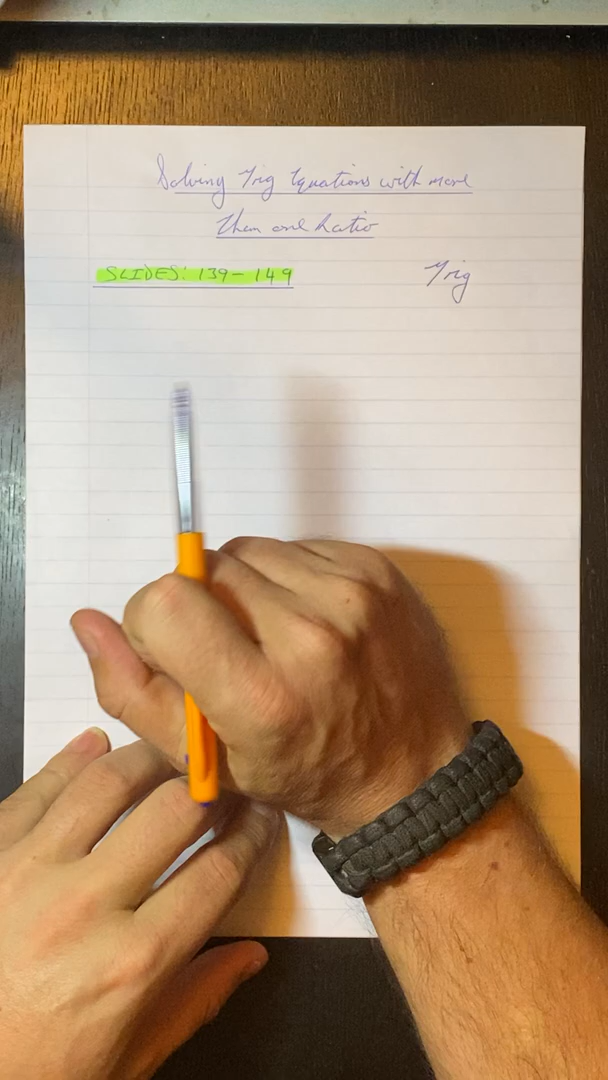 Solving Trig Equations with more
than one Ratio
SLIDES: 139-149
Trig